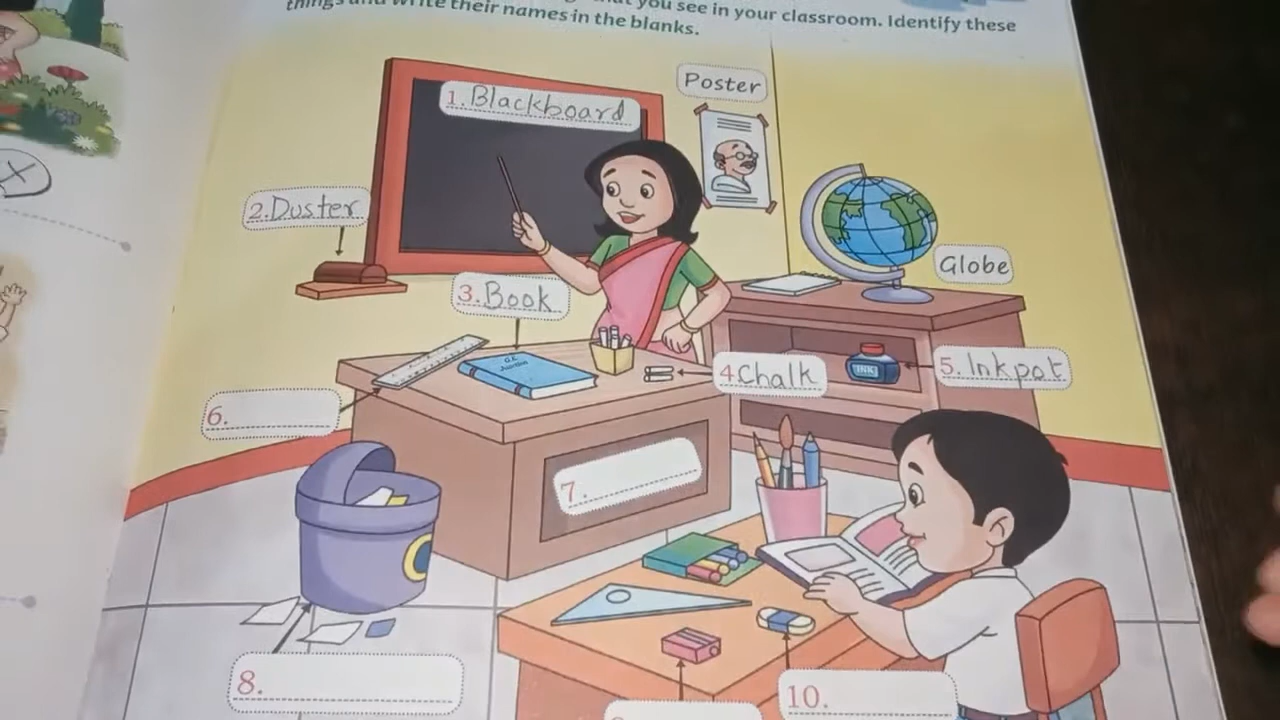 you see in your classroom. Identify these
things and write their names in the blanks.
Poster
1. Blackboard
2. Duster
Globe
3. Book
4 Chalk
5. Inkpot
INK
6.
7.
8.
10.